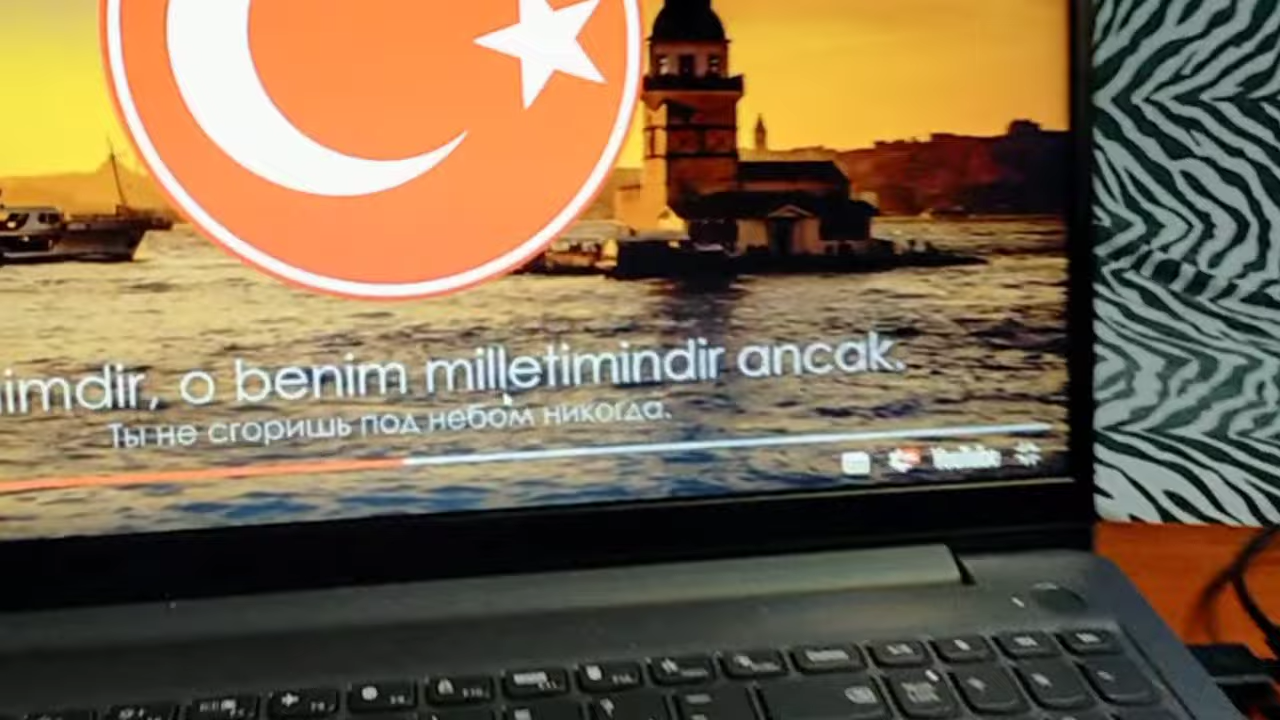 imdir, o benim milletimindir ancak.
Ты не сгоришь под небом никогда.
YouTube